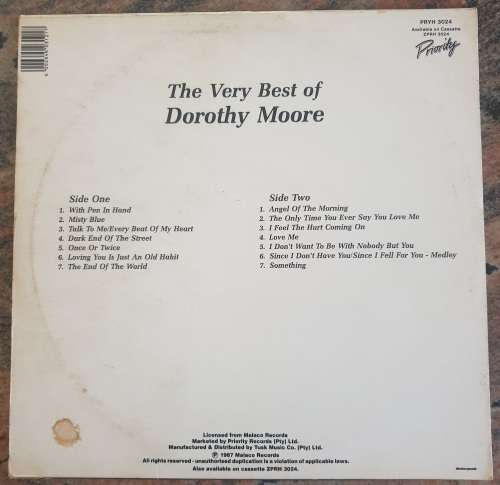 PRYH 3024
Available on Cassette
ZPRH 3024
Priority
The Very Best of
Dorothy Moore
Side One
1. With Pen In Hand
2. Misty Blue
3. Talk To Me/Every Beat Of My Heart
4. Dark End Of The Street
5. Once Or Twice
6. Loving You Is Just An Old Habit
7. The End Of The World
Side Two
1. Angel Of The Morning
2. The Only Time You Ever Say You Love Me
3. I Feel The Hurt Coming On
4. Love Me
5. I Don't Want To Be With Nobody But You
6. Since I Don't Have You/Since I Fell For You - Medley
7. Something
Licensed from Malaco Records
Marketed by Priority Records (Pty) Ltd.
Manufactured & Distributed by Tusk Music Co. (Pty) Ltd.
℗ 1987 Malaco Records
All rights reserved - unauthorised duplication is a violation of applicable laws.
Also available on cassette ZPRH 3024.